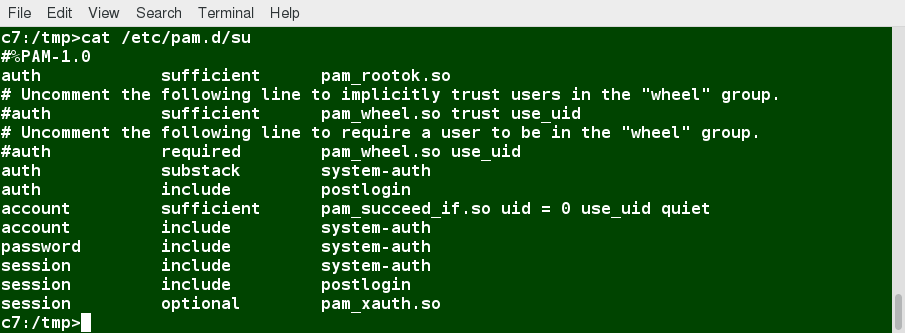 File Edit View Search Terminal Help
c7:/tmp>cat /etc/pam.d/su
#%PAM-1.0
auth            sufficient      pam_rootok.so
# Uncomment the following line to implicitly trust users in the "wheel" group.
#auth           sufficient      pam_wheel.so trust use_uid
# Uncomment the following line to require a user to be in the "wheel" group.
#auth           required        pam_wheel.so use_uid
auth            substack        system-auth
auth            include         postlogin
account         sufficient      pam_succeed_if.so uid = 0 use_uid quiet
account         include         system-auth
password        include         system-auth
session         include         system-auth
session         include         postlogin
session         optional        pam_xauth.so
c7:/tmp>